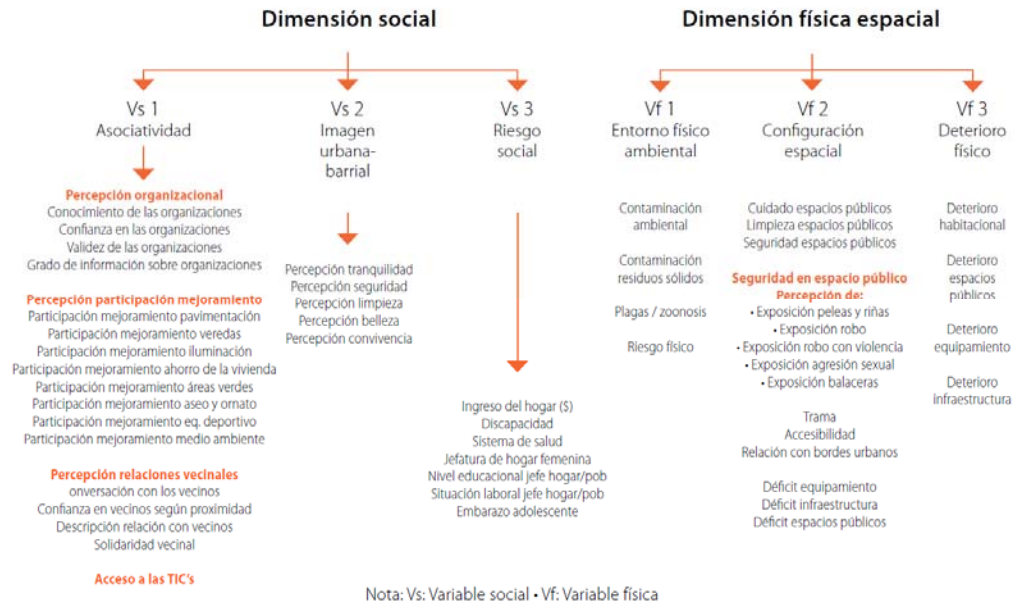 Dimensión social
Vs 1
Asociatividad
Percepción organizacional
Conocimiento de las organizaciones
Confianza en las organizaciones
Validez de las organizaciones
Grado de información sobre organizaciones
Percepción participación mejoramiento
Participación mejoramiento pavimentación
Participación mejoramiento veredas
Participación mejoramiento iluminación
Participación mejoramiento ahorro de la vivienda
Participación mejoramiento áreas verdes
Participación mejoramiento aseo y ornato
Participación mejoramiento eq. deportivo
Participación mejoramiento medio ambiente
Percepción relaciones vecinales
onversación con los vecinos
Confianza en vecinos según proximidad
Descripción relación con vecinos
Solidaridad vecinal
Acceso a las TIC's
Vs 2
Imagen
urbana-
barrial
Percepción tranquilidad
Percepción seguridad
Percepción limpieza
Percepción belleza
Percepción convivencia
Vs 3
Riesgo
social
Ingreso del hogar ($)
Discapacidad
Sistema de salud
Jefatura de hogar femenina
Nivel educacional jefe hogar/pob
Situación laboral jefe hogar/pob
Embarazo adolescente
Dimensión física espacial
Vf 1
Entorno físico
ambiental
Contaminación
ambiental
Contaminación
residuos sólidos
Plagas / zoonosis
Riesgo físico
Vf 2
Configuración
espacial
Cuidado espacios públicos
Limpieza espacios públicos
Seguridad espacios públicos
Seguridad en espacio público
Percepción de:
• Exposición peleas y riñas
• Exposición robo
• Exposición robo con violencia
• Exposición agresión sexual
• Exposición balaceras
Trama
Accesibilidad
Relación con bordes urbanos
Déficit equipamiento
Déficit infraestructura
Déficit espacios públicos
Vf 3
Deterioro
físico
Deterioro
habitacional
Deterioro
espacios
públicos
Deterioro
equipamiento
Deterioro
infraestructura
Nota: Vs: Variable social • Vf: Variable física